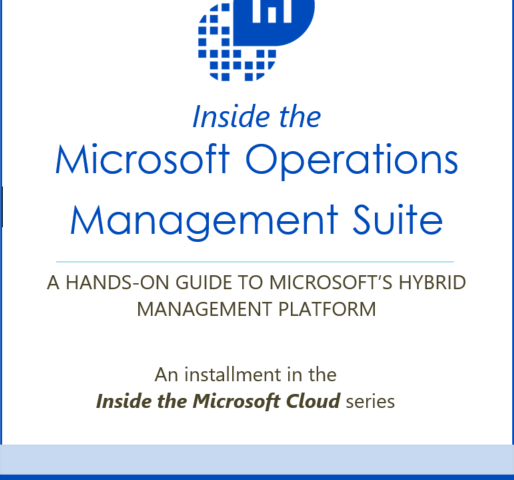 Inside the
Microsoft Operations
Management Suite
A HANDS-ON GUIDE TO MICROSOFT’S HYBRID
MANAGEMENT PLATFORM
An installment in the
Inside the Microsoft Cloud series